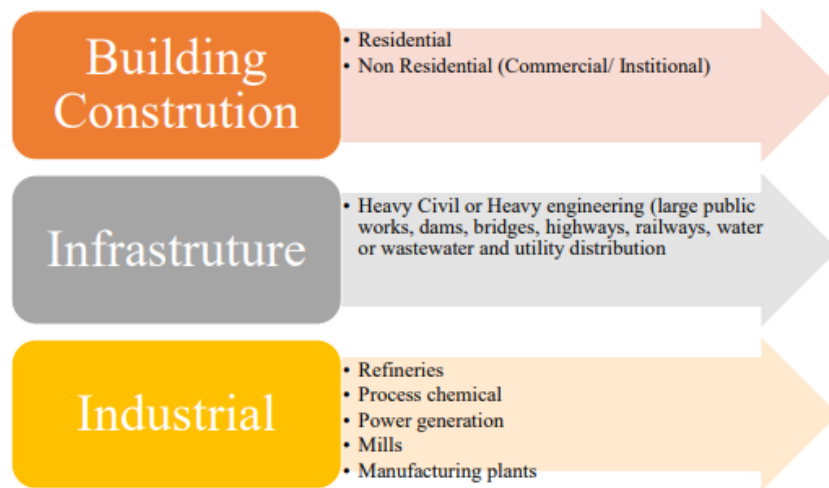 Building
Constrution
• Residential
• Non Residential (Commercial/ Institional)
Infrastruture
• Heavy Civil or Heavy engineering (large public
works, dams, bridges, highways, railways, water
or wastewater and utility distribution
Industrial
• Refineries
• Process chemical
• Power generation
• Mills
• Manufacturing plants